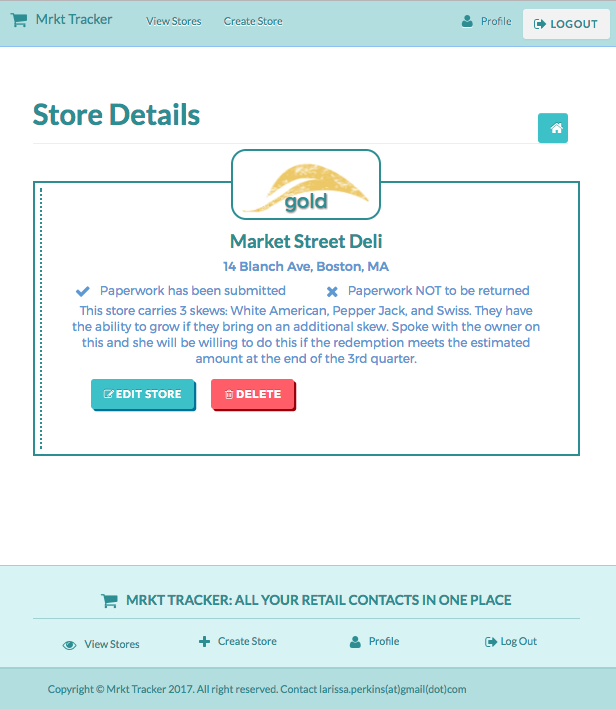 Mrkt Tracker View Stores Create Store Profile LOGOUT
Store Details
gold
Market Street Deli
14 Blanch Ave, Boston, MA
Paperwork has been submitted Paperwork NOT to be returned
This store carries 3 skews: White American, Pepper Jack, and Swiss. They have
the ability to grow if they bring on an additional skew. Spoke with the owner on
this and she will be willing to do this if the redemption meets the estimated
amount at the end of the 3rd quarter.
EDIT STORE DELETE
MRKT TRACKER: ALL YOUR RETAIL CONTACTS IN ONE PLACE
View Stores Create Store Profile Log Out
Copyright © Mrkt Tracker 2017. All right reserved. Contact larissa.perkins(at)gmail(dot)com